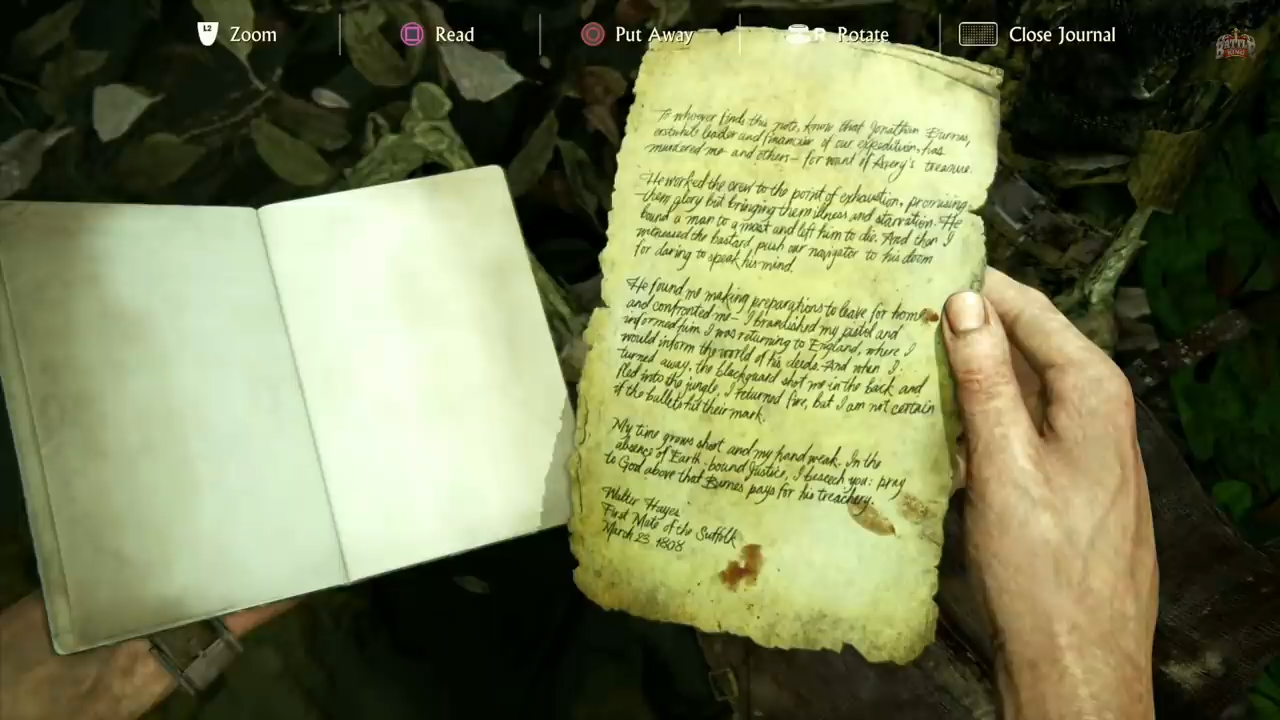 L2 Zoom
Read
Put Away
R Rotate
Close Journal
BATTLE
KING
To whoever finds this note, know that Jonathan Burnes,
erstwhile leader and financier of our expedition, has
murdered me and others- for want of Avery's treasure.
He worked the crew to the point of exhaustion, promising
them glory but bringing them illness and starvation. He
bound a man to a mast and left him to die. And then I
witnessed the bastard push our navigator to his doom
for daring to speak his mind.
He found me making preparations to leave for home
and confronted me- I brandished my pistol and
informed him I was returning to England, where I
would inform the world of his deeds. And when I
turned away, the blackguard shot me in the back and
fled into the jungle. I returned fire, but I am not certain
if the bullets hit their mark.
My time grows short and my hand weak. In the
absence of Earth-bound Justice, I beseech you: pray
to God above that Burnes pays for his treachery.
Walter Hayes
First Mate of the Suffolk
March 23 1808